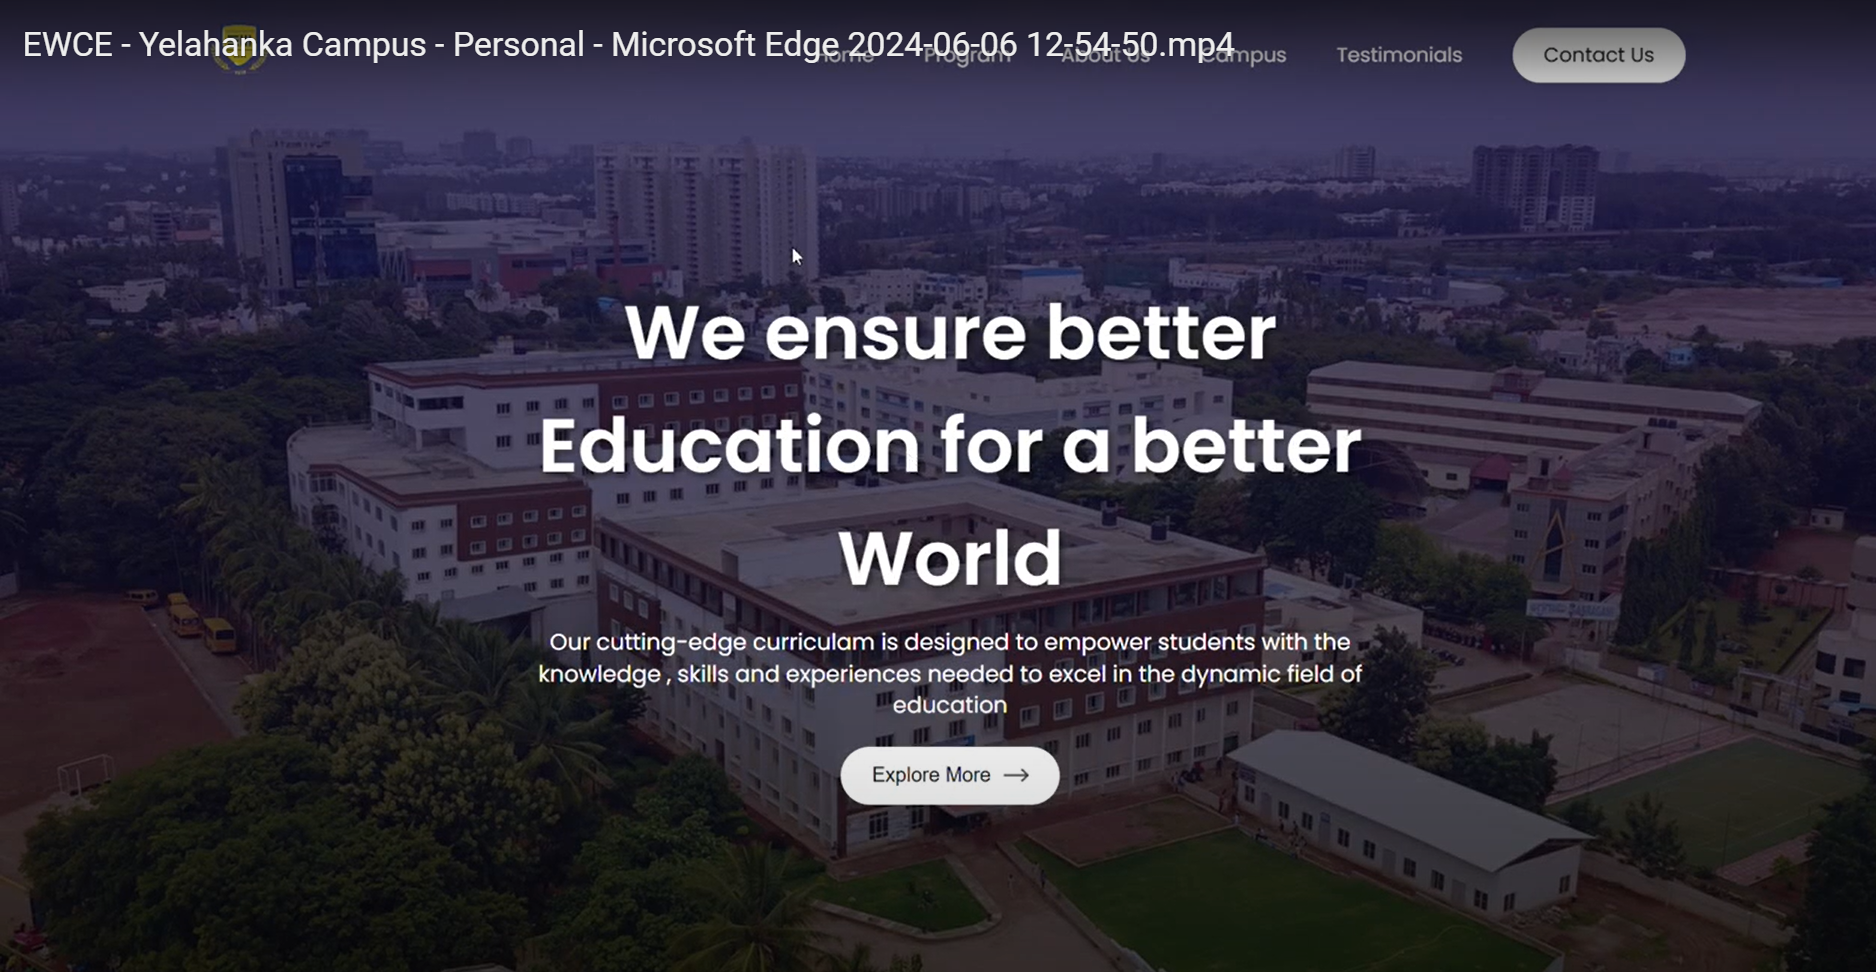 EWCE - Yelahanka Campus - Personal - Microsoft Edge 2024-06-06 12-54-50.mp4
Home Program About Us Campus Testimonials Contact Us
We ensure better
Education for a better
World
Our cutting-edge curriculam is designed to empower students with the
knowledge , skills and experiences needed to excel in the dynamic field of
education
Explore More →